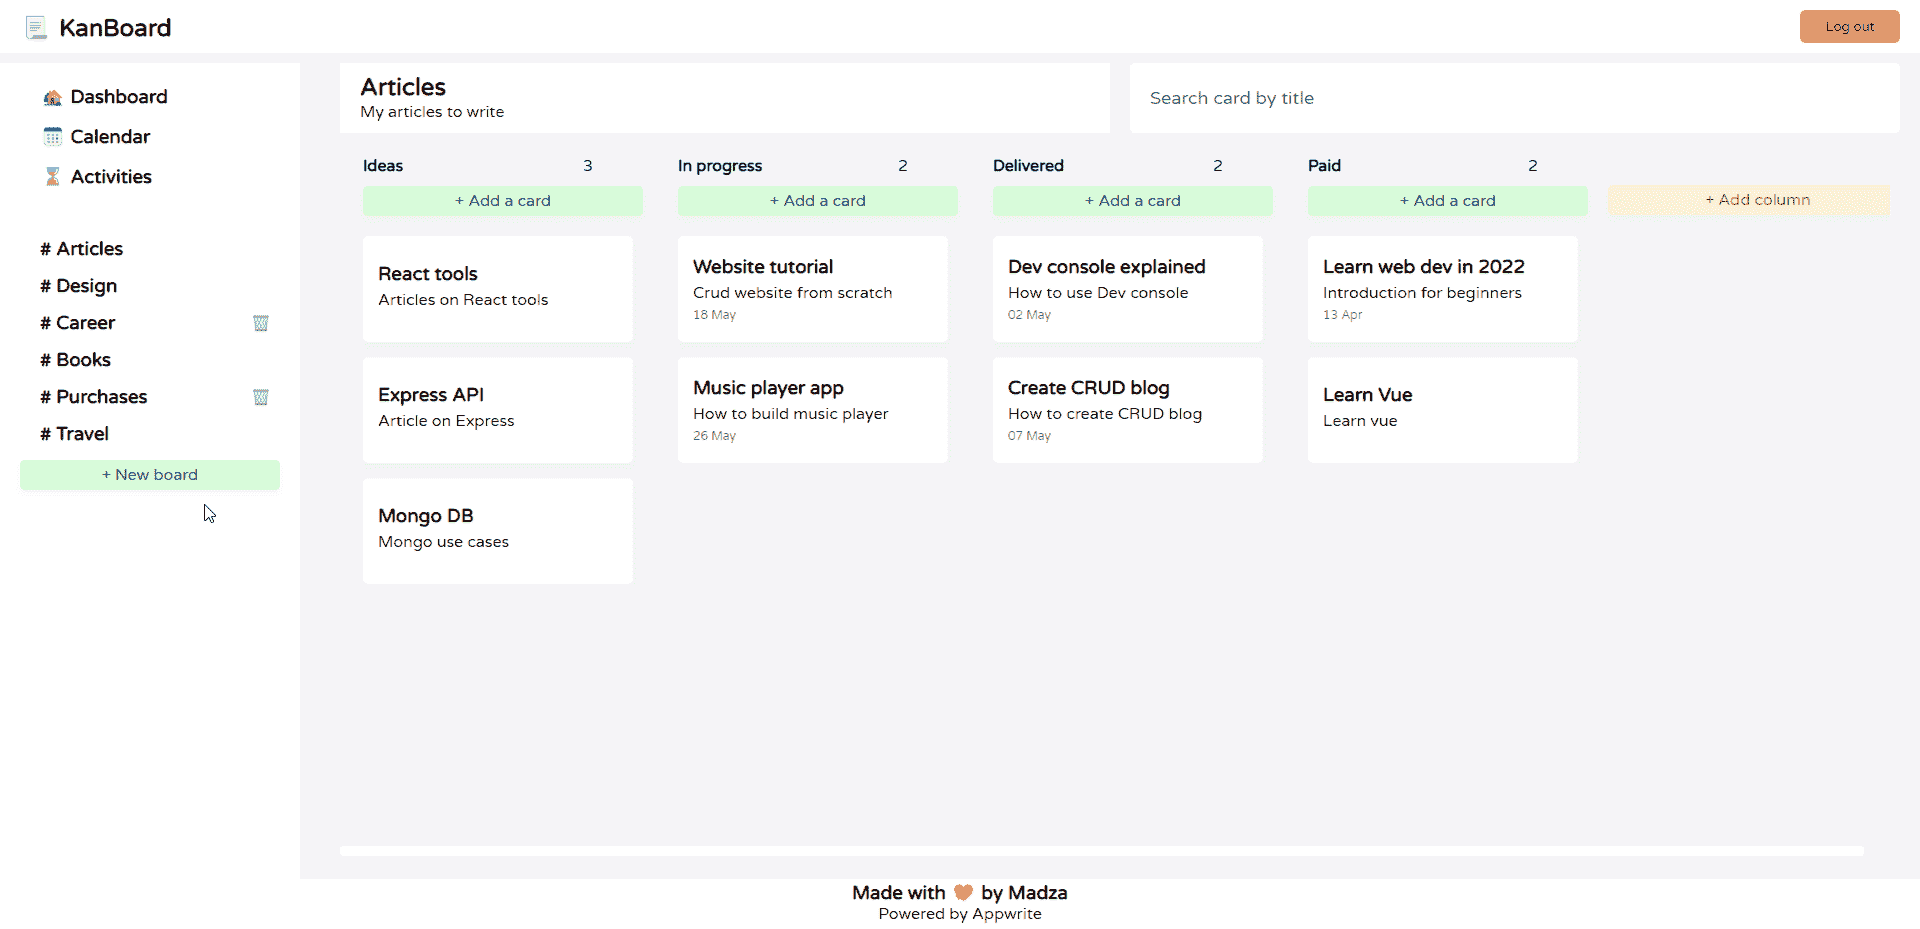 KanBoard
Log out
Dashboard
Calendar
Activities
# Articles
# Design
# Career
# Books
# Purchases
# Travel
+ New board
Articles
My articles to write
Search card by title
Ideas 3
+ Add a card
React tools
Articles on React tools
Express API
Article on Express
Mongo DB
Mongo use cases
In progress 2
+ Add a card
Website tutorial
Crud website from scratch
18 May
Music player app
How to build music player
26 May
Delivered 2
+ Add a card
Dev console explained
How to use Dev console
02 May
Create CRUD blog
How to create CRUD blog
07 May
Paid 2
+ Add a card
Learn web dev in 2022
Introduction for beginners
13 Apr
Learn Vue
Learn vue
+ Add column
Made with 🧡 by Madza
Powered by Appwrite